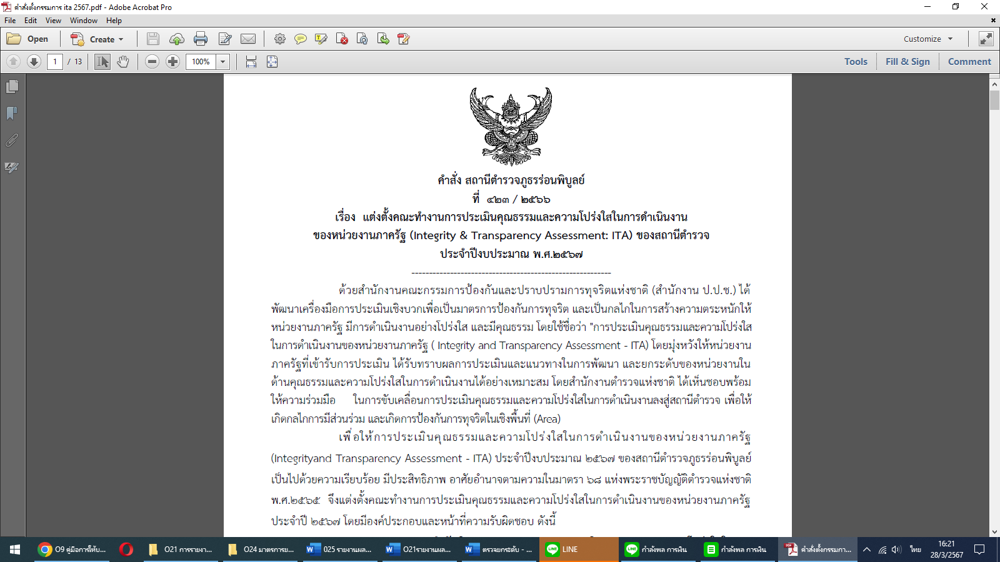 คำสั่งตั้งกรรมการ ita 2567.pdf - Adobe Acrobat Pro
File Edit View Window Help
Open Create Customize
1 / 13 100% Tools Fill & Sign Comment
คำสั่ง สถานีตำรวจภูธรร่อนพิบูลย์
ที่ ๔๒๓ / ๒๕๖๖
เรื่อง แต่งตั้งคณะทำงานการประเมินคุณธรรมและความโปร่งใสในการดำเนินงาน
ของหน่วยงานภาครัฐ (Integrity & Transparency Assessment: ITA) ของสถานีตำรวจ
ประจำปีงบประมาณ พ.ศ.๒๕๖๗
ด้วยสำนักงานคณะกรรมการป้องกันและปราบปรามการทุจริตแห่งชาติ (สำนักงาน ป.ป.ช.) ได้
พัฒนาเครื่องมือการประเมินเชิงบวกเพื่อเป็นมาตรการป้องกันการทุจริต และเป็นกลไกในการสร้างความตระหนักให้
หน่วยงานภาครัฐ มีการดำเนินงานอย่างโปร่งใส และมีคุณธรรม โดยใช้ชื่อว่า "การประเมินคุณธรรมและความโปร่งใส
ในการดำเนินงานของหน่วยงานภาครัฐ ( Integrity and Transparency Assessment - ITA) โดยมุ่งหวังให้หน่วยงาน
ภาครัฐที่เข้ารับการประเมิน ได้รับทราบผลการประเมินและแนวทางในการพัฒนา และยกระดับของหน่วยงานใน
ด้านคุณธรรมและความโปร่งใสในการดำเนินงานได้อย่างเหมาะสม โดยสำนักงานตำรวจแห่งชาติ ได้เห็นชอบพร้อม
ให้ความร่วมมือ ในการขับเคลื่อนการประเมินคุณธรรมและความโปร่งใสในการดำเนินงานลงสู่สถานีตำรวจ เพื่อให้
เกิดกลไกการมีส่วนร่วม และเกิดการป้องกันการทุจริตในเชิงพื้นที่ (Area)
เพื่อให้การประเมินคุณธรรมและความโปร่งใสในการดำเนินงานของหน่วยงานภาครัฐ
(Integrityand Transparency Assessment - ITA) ประจำปีงบประมาณ ๒๕๖๗ ของสถานีตำรวจภูธรร่อนพิบูลย์
เป็นไปด้วยความเรียบร้อย มีประสิทธิภาพ อาศัยอำนาจตามความในมาตรา ๖๘ แห่งพระราชบัญญัติตำรวจแห่งชาติ
พ.ศ.๒๕๖๕ จึงแต่งตั้งคณะทำงานการประเมินคุณธรรมและความโปร่งใสในการดำเนินงานของหน่วยงานภาครัฐ
ประจำปี ๒๕๖๗ โดยมีองค์ประกอบและหน้าที่ความรับผิดชอบ ดังนี้
O9 คู่มือการให้บ... O21 การรายงา... O24 มาตรการย... 025 รายงานผล... O21รายงานผล... ตรวจยกระดับ - ... LINE กำลังพล การเงิน กำลังพล การเงิน คำสั่งตั้งกรรมกา... ไทย 16:21
28/3/2567